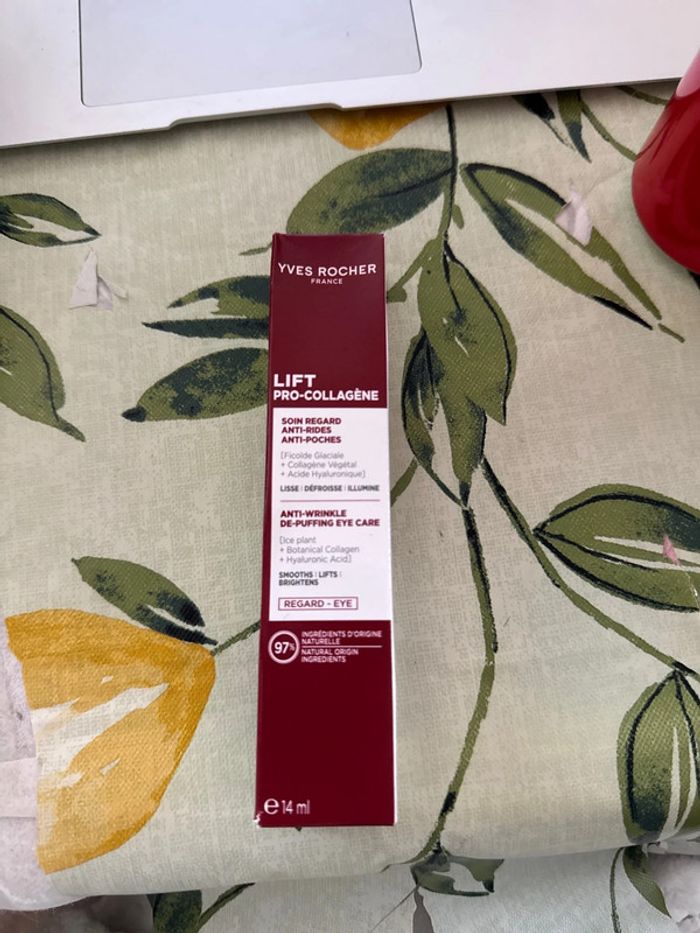 YVES ROCHER
FRANCE
LIFT
PRO-COLLAGÈNE
SOIN REGARD
ANTI-RIDES
ANTI-POCHES
[Ficoïde Glaciale
+ Collagène Végétal
+ Acide Hyaluronique]
LISSE | DÉFROISSE | ILLUMINE
ANTI-WRINKLE
DE-PUFFING EYE CARE
[Ice plant
+ Botanical Collagen
+ Hyaluronic Acid]
SMOOTHS | LIFTS |
BRIGHTENS
REGARD - EYE
97%
INGRÉDIENTS D'ORIGINE
NATURELLE
NATURAL ORIGIN
INGREDIENTS
℮ 14 ml